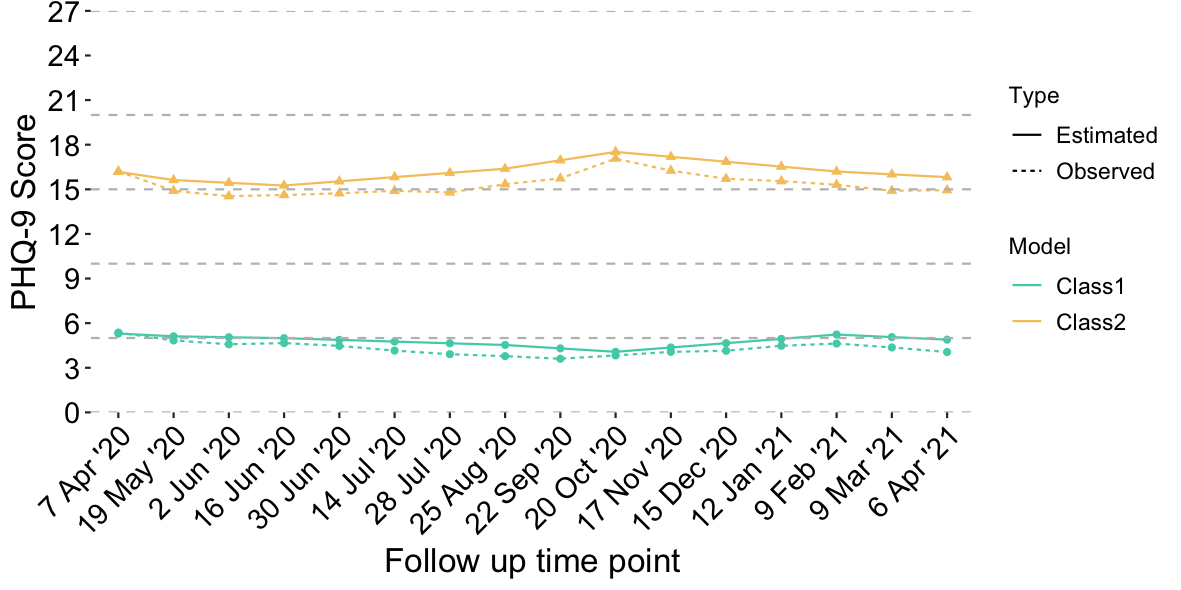 PHQ-9 Score
27
24
21
18
15
12
9
6
3
0
7 Apr '20
19 May '20
2 Jun '20
16 Jun '20
30 Jun '20
14 Jul '20
28 Jul '20
25 Aug '20
22 Sep '20
20 Oct '20
17 Nov '20
15 Dec '20
12 Jan '21
9 Feb '21
9 Mar '21
6 Apr '21
Follow up time point
Type
Estimated
Observed
Model
Class1
Class2